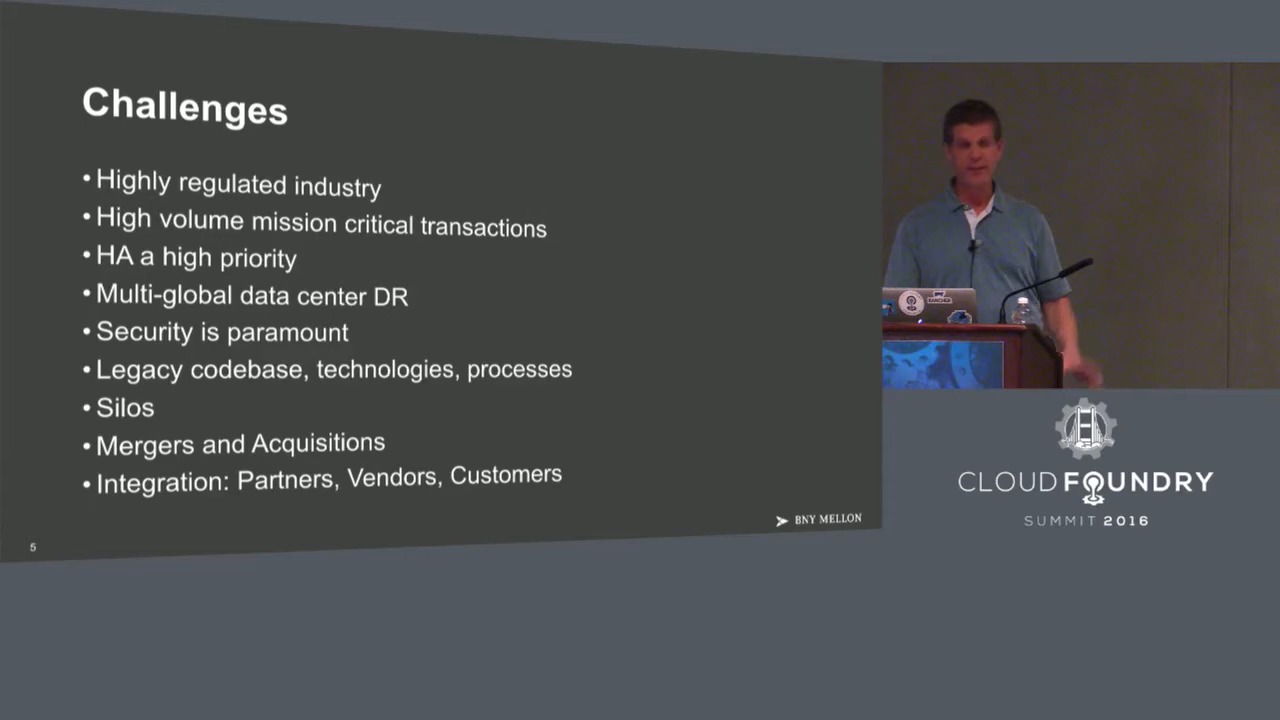 Challenges
• Highly regulated industry
• High volume mission critical transactions
• HA a high priority
• Multi-global data center DR
• Security is paramount
• Legacy codebase, technologies, processes
• Silos
• Mergers and Acquisitions
• Integration: Partners, Vendors, Customers
BNY MELLON
5
CLOUD FOUNDRY
SUMMIT 2016